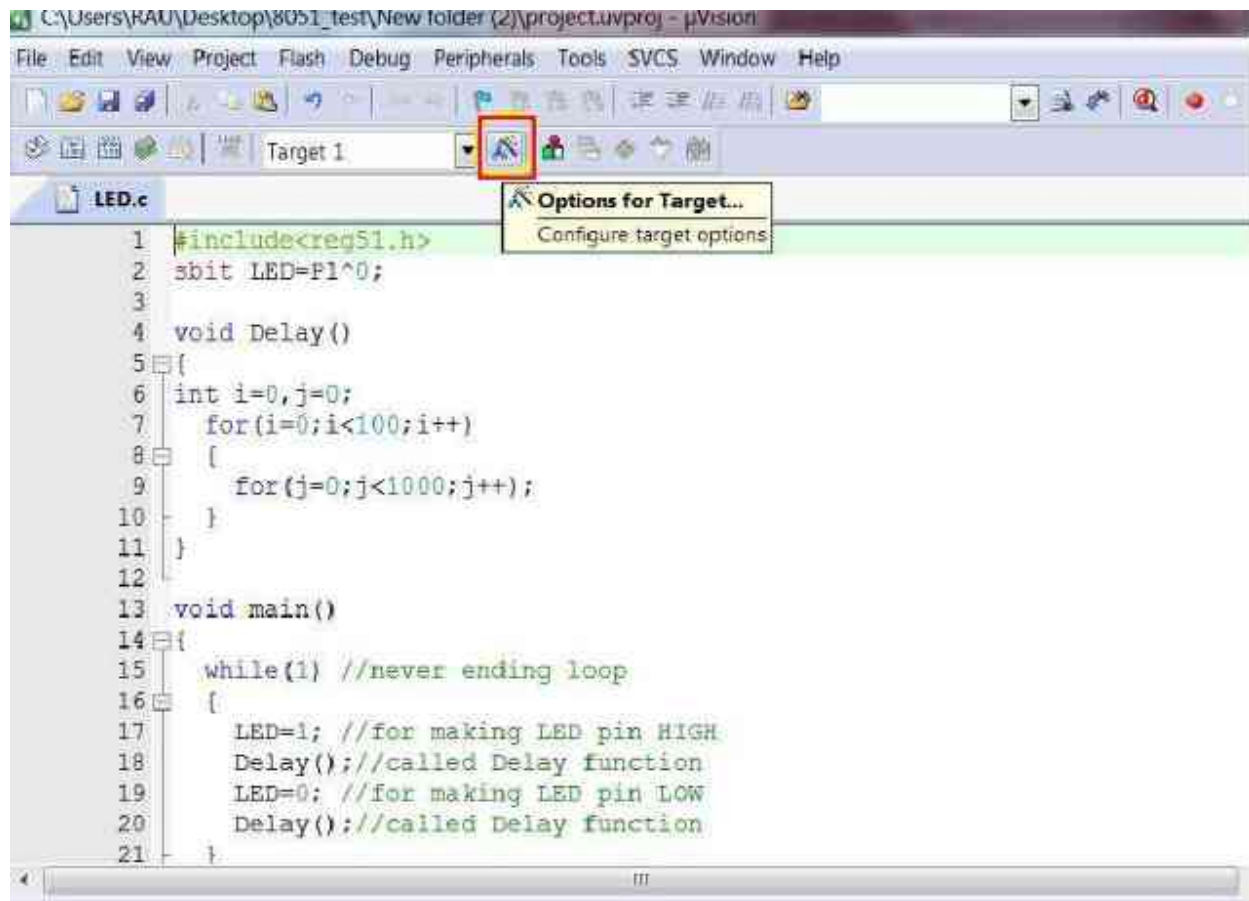 C:\Users\RAU\Desktop\8051_test\New folder (2)\project.uvproj - µVision
File Edit View Project Flash Debug Peripherals Tools SVCS Window Help
Target 1
LED.c
Options for Target...
Configure target options
1 #include<reg51.h>
2 sbit LED=P1^0;
3
4 void Delay()
5 {
6 int i=0,j=0;
7 for(i=0;i<100;i++)
8 {
9 for(j=0;j<1000;j++);
10 }
11 }
12
13 void main()
14 {
15 while(1) //never ending loop
16 {
17 LED=1; //for making LED pin HIGH
18 Delay();//called Delay function
19 LED=0; //for making LED pin LOW
20 Delay();//called Delay function
21 }